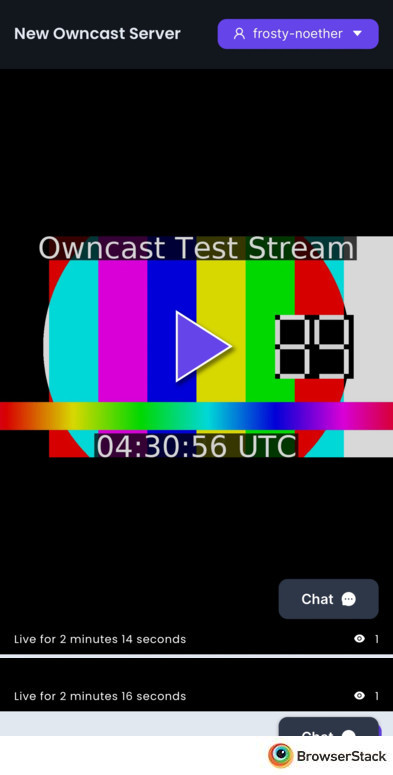 New Owncast Server
frosty-noether
Owncast Test Stream
89
04:30:56 UTC
Chat
Live for 2 minutes 14 seconds 1
Live for 2 minutes 16 seconds 1
Chat
BrowserStack